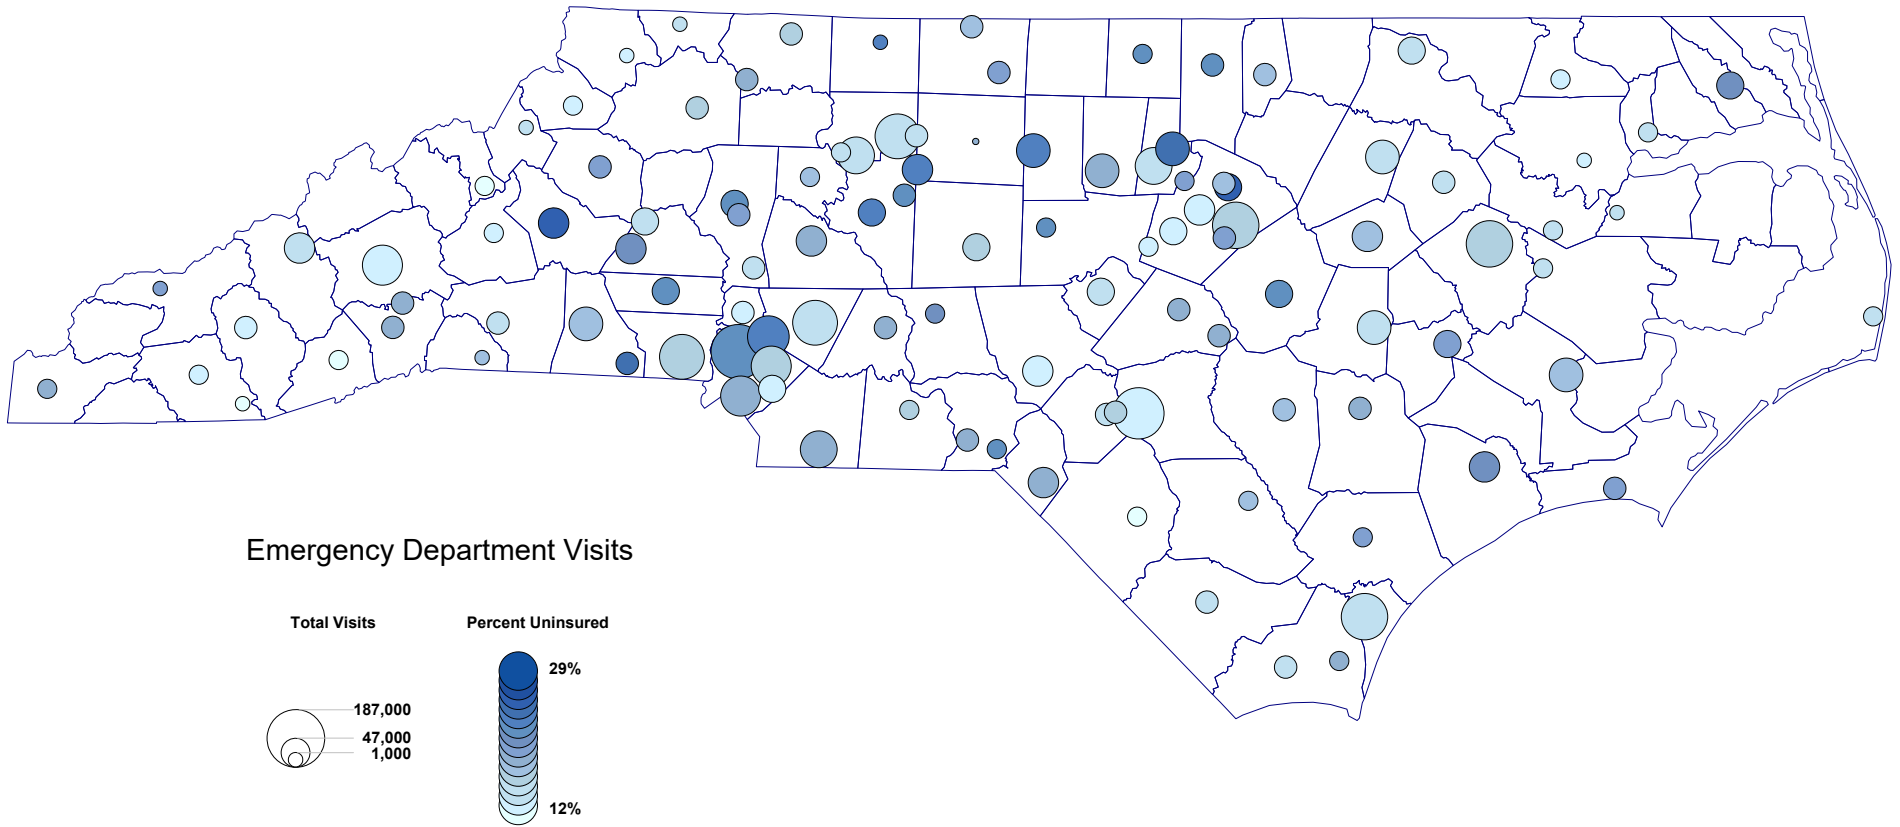 Emergency Department Visits
Total Visits
Percent Uninsured
29%
187,000
47,000
1,000
12%